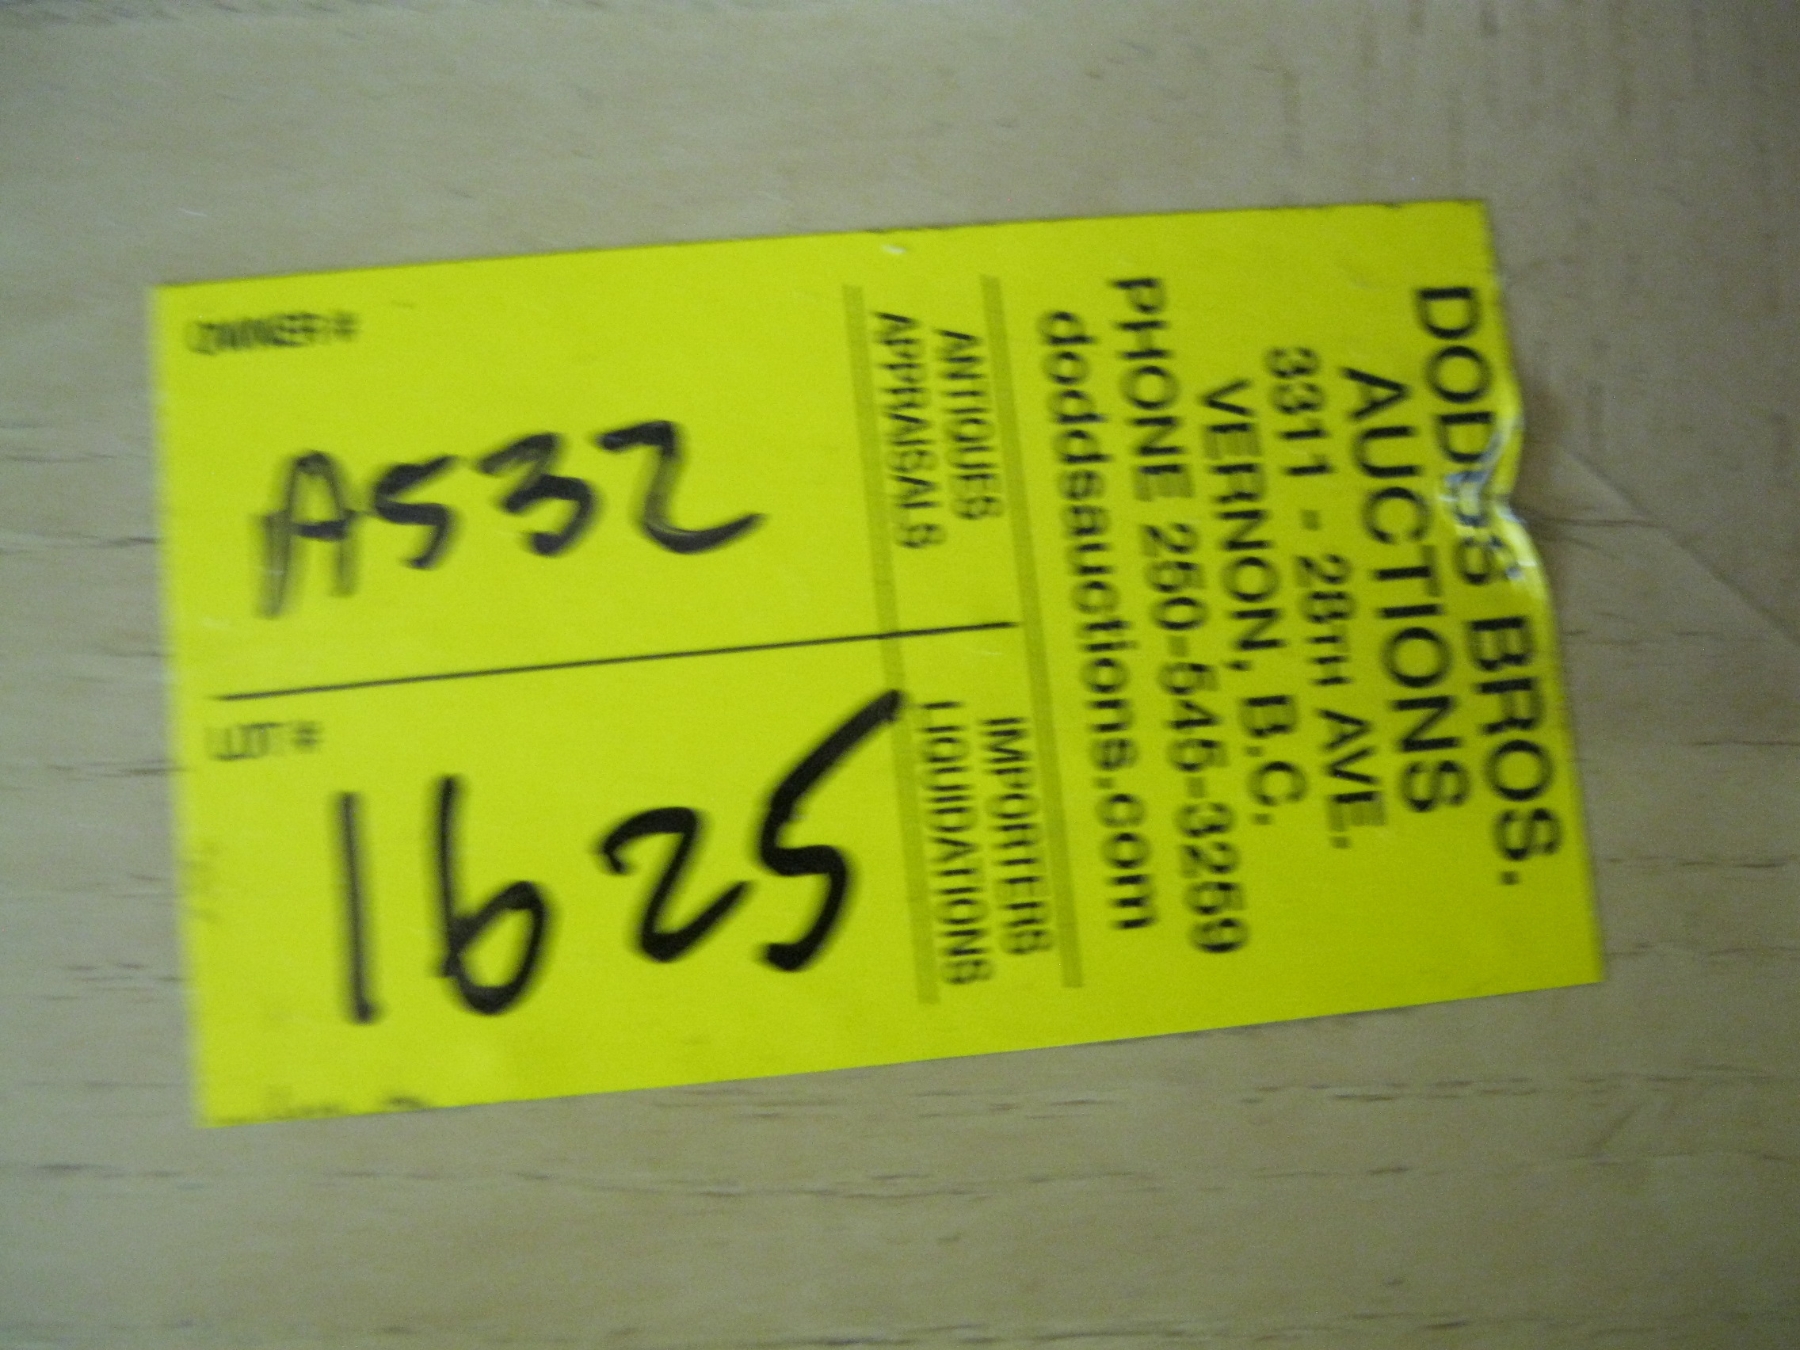 DODDS BROS.
AUCTIONS
3311 - 28TH AVE.
VERNON, B.C.
PHONE 250-545-3259
doddsauctions.com
ANTIQUES
APPRAISALS
IMPORTERS
LIQUIDATIONS
OWNER #
A532
LOT #
1625